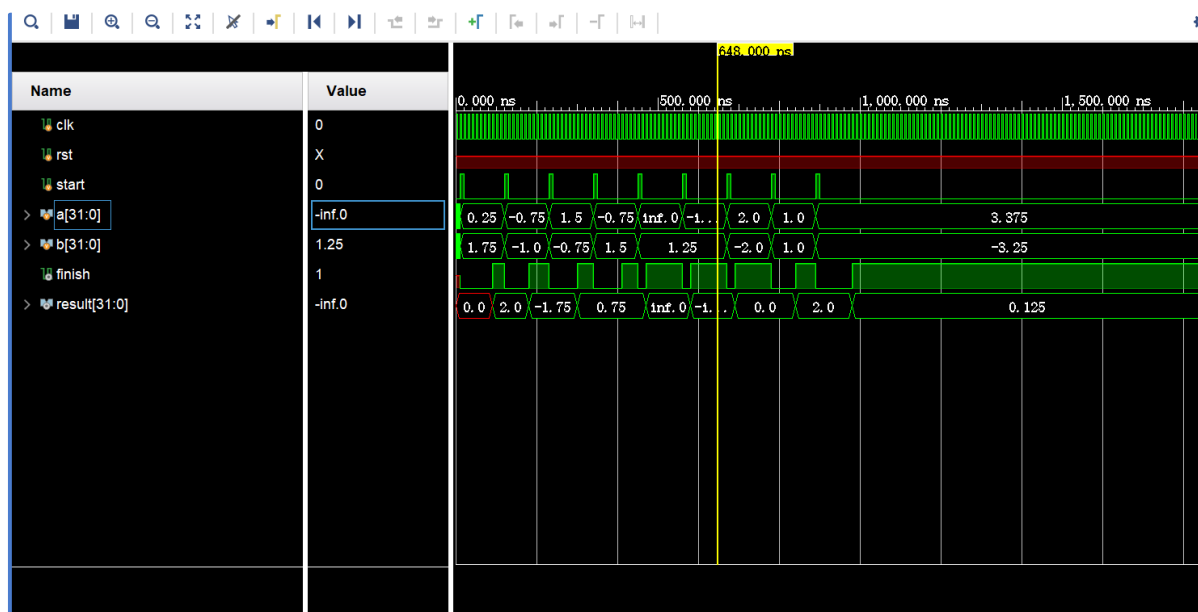 648.000 ns
Name Value
0.000 ns 500.000 ns 1,000.000 ns 1,500.000 ns
clk 0
rst X
start 0
a[31:0] -inf.0 0.25 -0.75 1.5 -0.75 inf.0 -1... 2.0 1.0 3.375
b[31:0] 1.25 1.75 -1.0 -0.75 1.5 1.25 -2.0 1.0 -3.25
finish 1
result[31:0] -inf.0 0.0 2.0 -1.75 0.75 inf.0 -1... 0.0 2.0 0.125